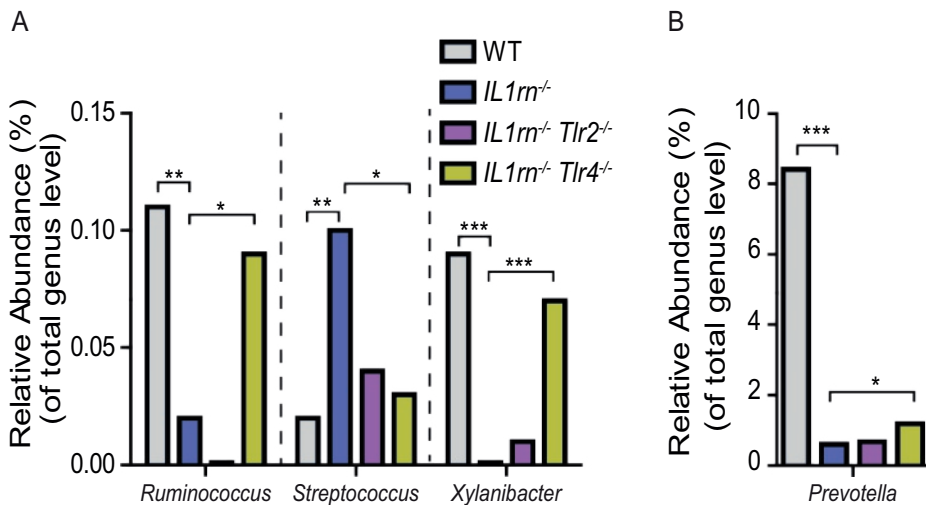 A
B
WT
IL1rn-/-
IL1rn-/- Tlr2-/-
IL1rn-/- Tlr4-/-
Relative Abundance (%)
(of total genus level)
0.15
0.10
0.05
0.00
** * ** * *** ***
Ruminococcus Streptococcus Xylanibacter
Relative Abundance (%)
(of total genus level)
10
8
6
4
2
0
*** *
Prevotella